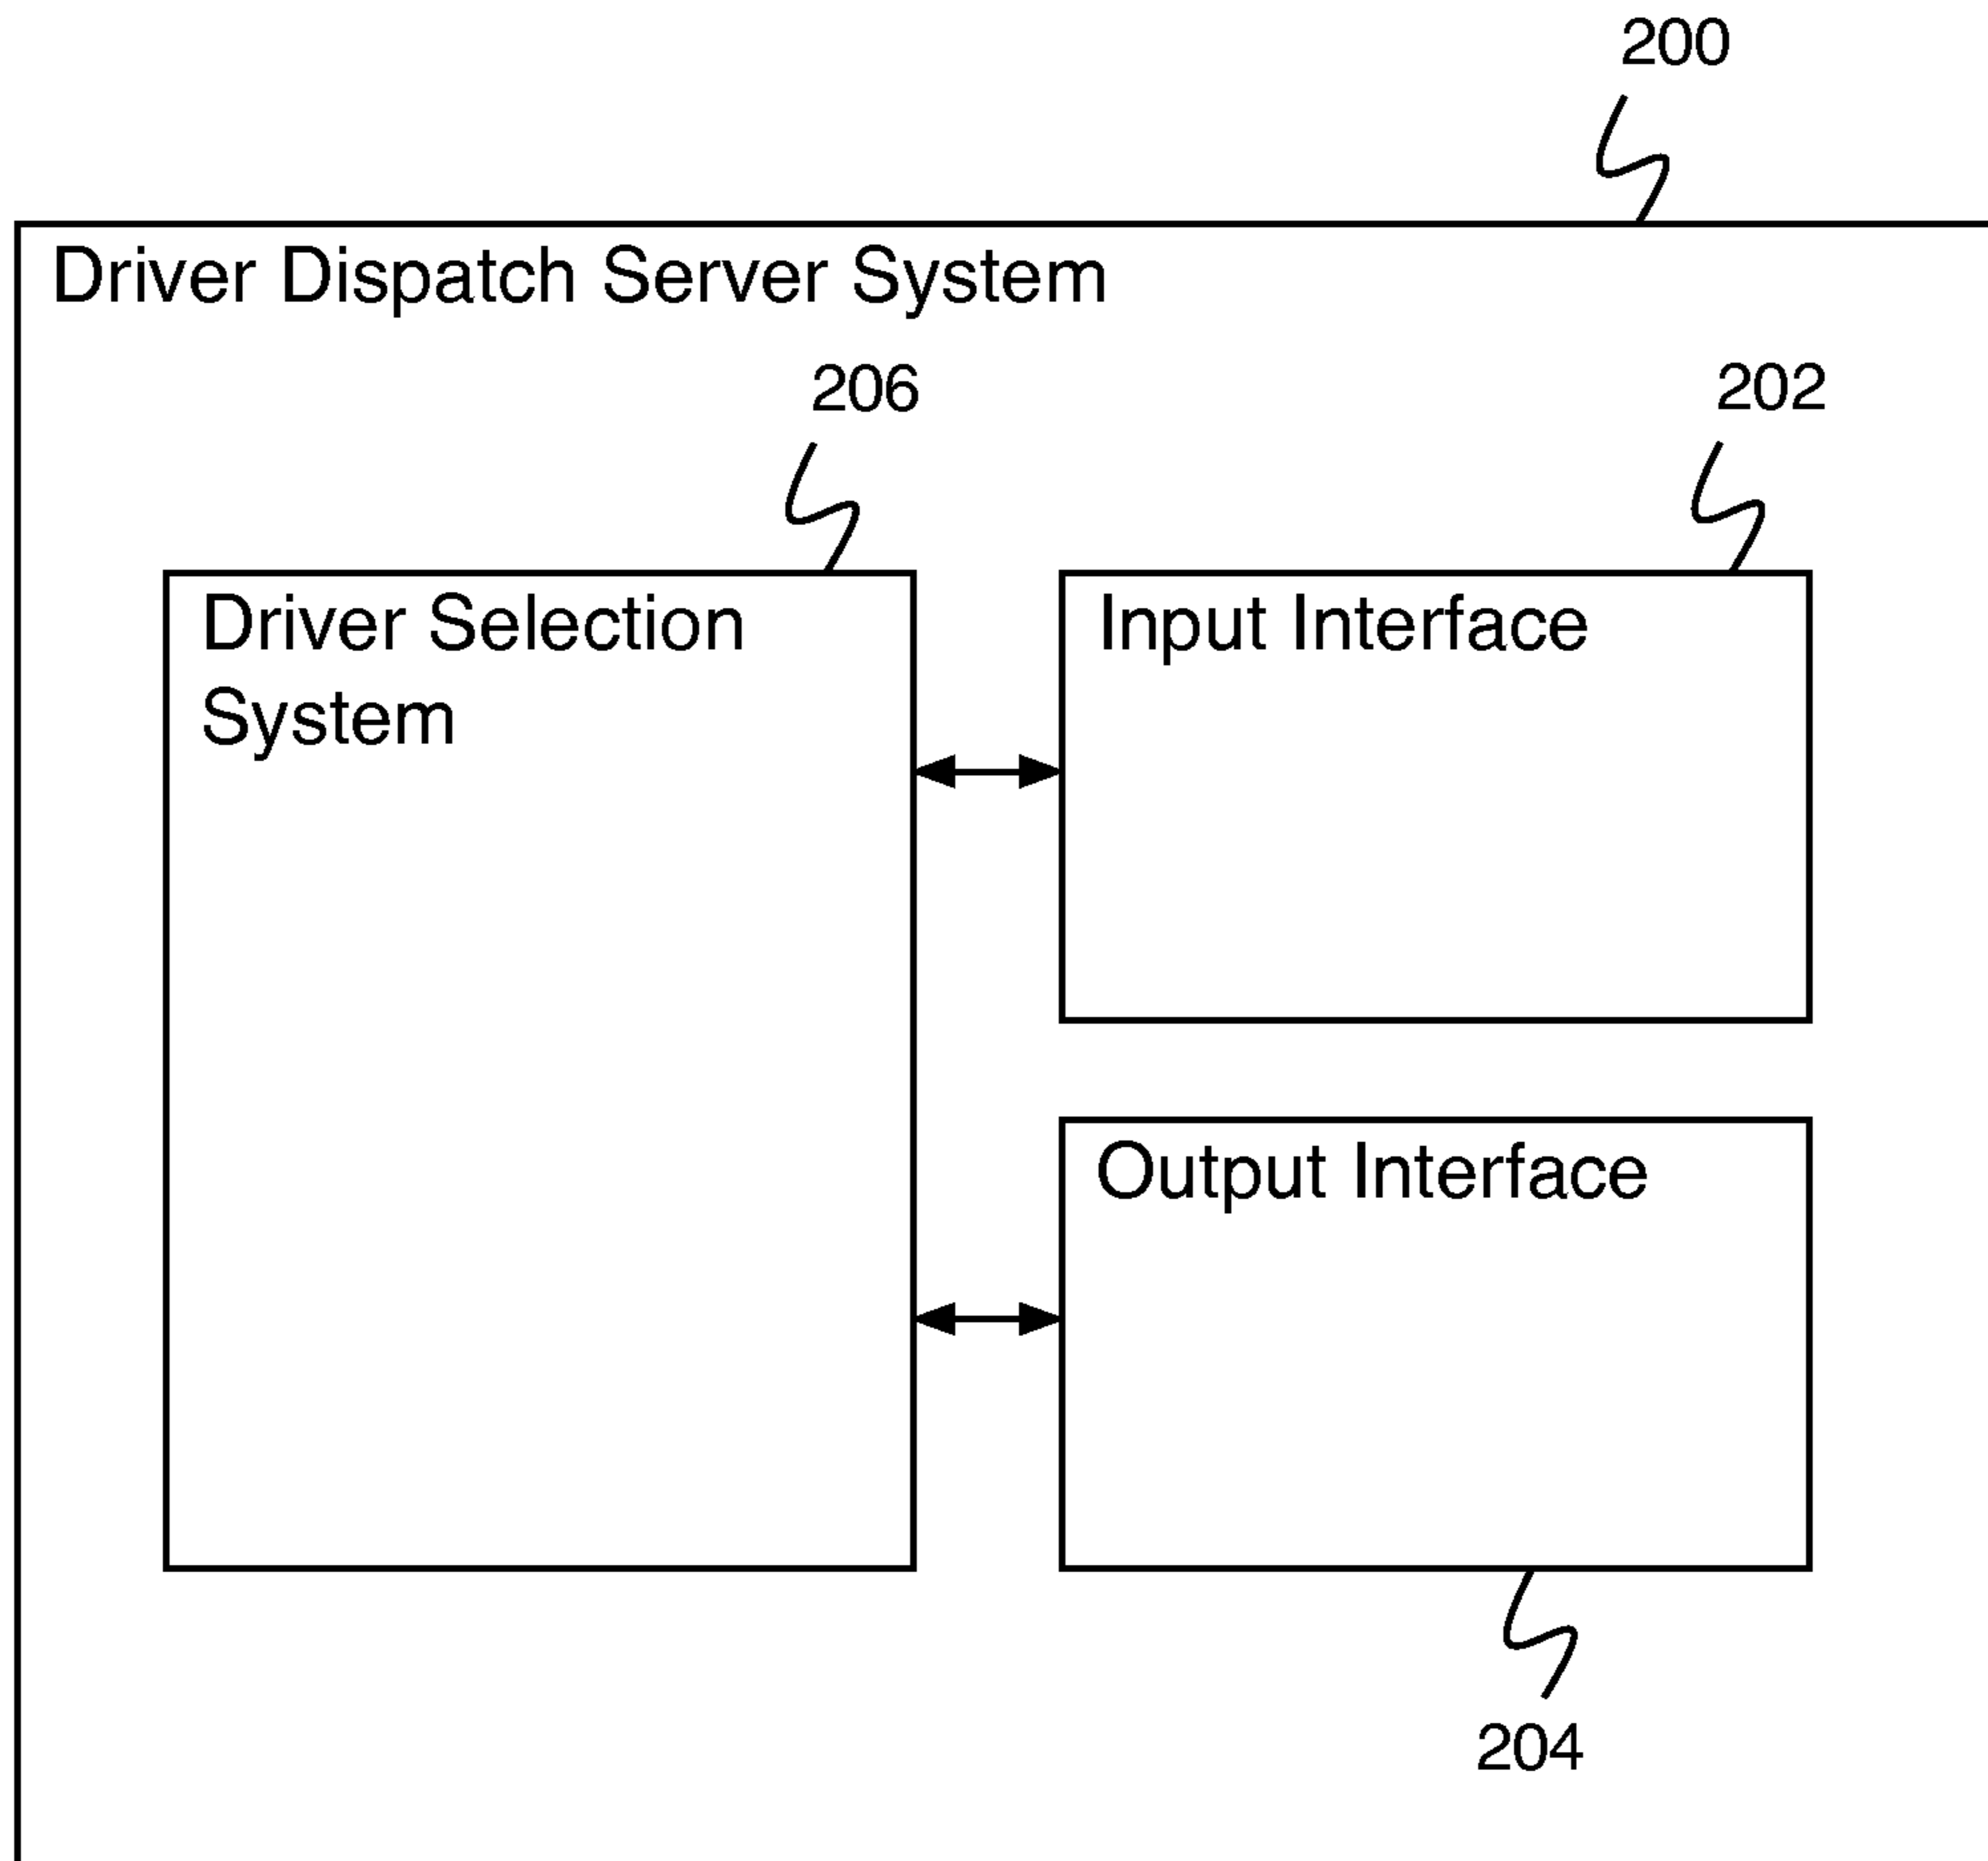 200
Driver Dispatch Server System
206
202
Driver Selection
System
Input Interface
Output Interface
204